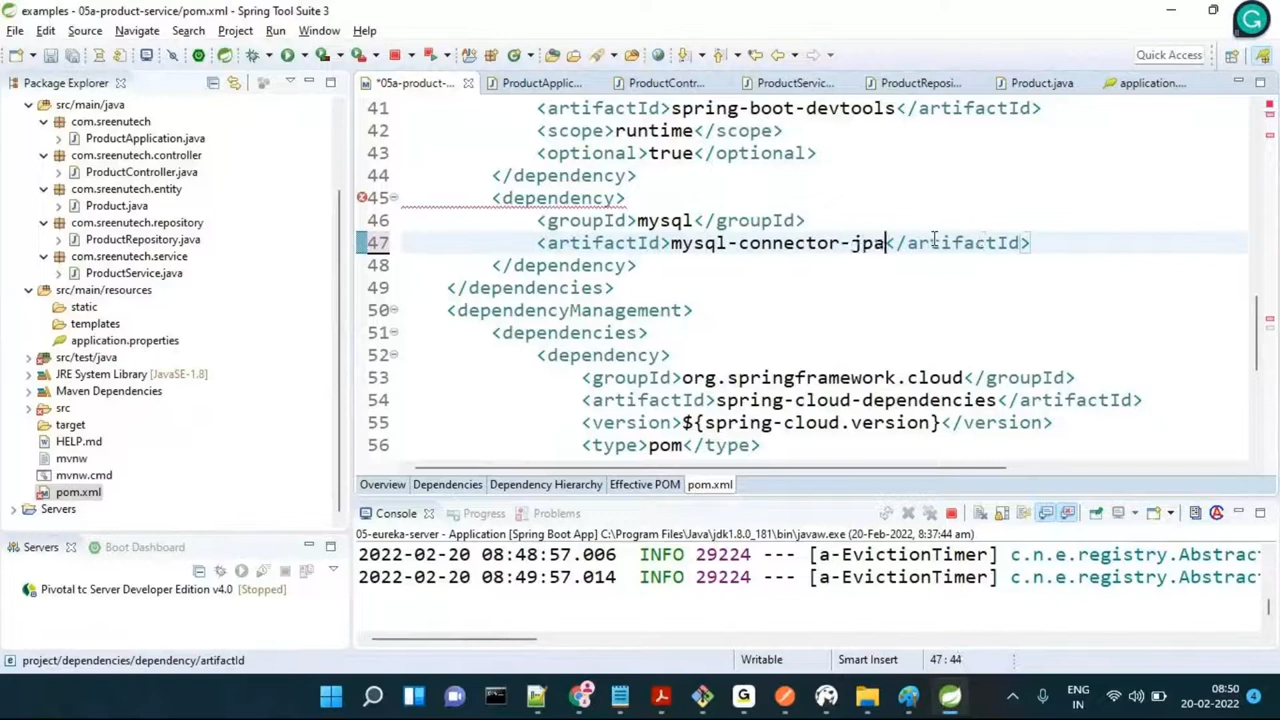 examples - 05a-product-service/pom.xml - Spring Tool Suite 3
File Edit Source Navigate Search Project Run Window Help
Quick Access
Package Explorer
src/main/java
com.sreenutech
ProductApplication.java
com.sreenutech.controller
ProductController.java
com.sreenutech.entity
Product.java
com.sreenutech.repository
ProductRepository.java
com.sreenutech.service
ProductService.java
src/main/resources
static
templates
application.properties
src/test/java
JRE System Library [JavaSE-1.8]
Maven Dependencies
src
target
HELP.md
mvnw
mvnw.cmd
pom.xml
Servers
Servers Boot Dashboard
Pivotal tc Server Developer Edition v4.0 [Stopped]
*05a-product-... ProductApplic... ProductContr... ProductServic... ProductReposi... Product.java application....
41 <artifactId>spring-boot-devtools</artifactId>
42 <scope>runtime</scope>
43 <optional>true</optional>
44 </dependency>
45 <dependency>
46 <groupId>mysql</groupId>
47 <artifactId>mysql-connector-jpa</artifactId>
48 </dependency>
49 </dependencies>
50 <dependencyManagement>
51 <dependencies>
52 <dependency>
53 <groupId>org.springframework.cloud</groupId>
54 <artifactId>spring-cloud-dependencies</artifactId>
55 <version>${spring-cloud.version}</version>
56 <type>pom</type>
Overview Dependencies Dependency Hierarchy Effective POM pom.xml
Console Progress Problems
05-eureka-server - Application [Spring Boot App] C:\Program Files\Java\jdk1.8.0_181\bin\javaw.exe (20-Feb-2022, 8:37:44 am)
2022-02-20 08:48:57.006 INFO 29224 --- [a-EvictionTimer] c.n.e.registry.Abstrac
2022-02-20 08:49:57.014 INFO 29224 --- [a-EvictionTimer] c.n.e.registry.Abstrac
project/dependencies/dependency/artifactId Writable Smart Insert 47 : 44
ENG
IN
08:50
20-02-2022